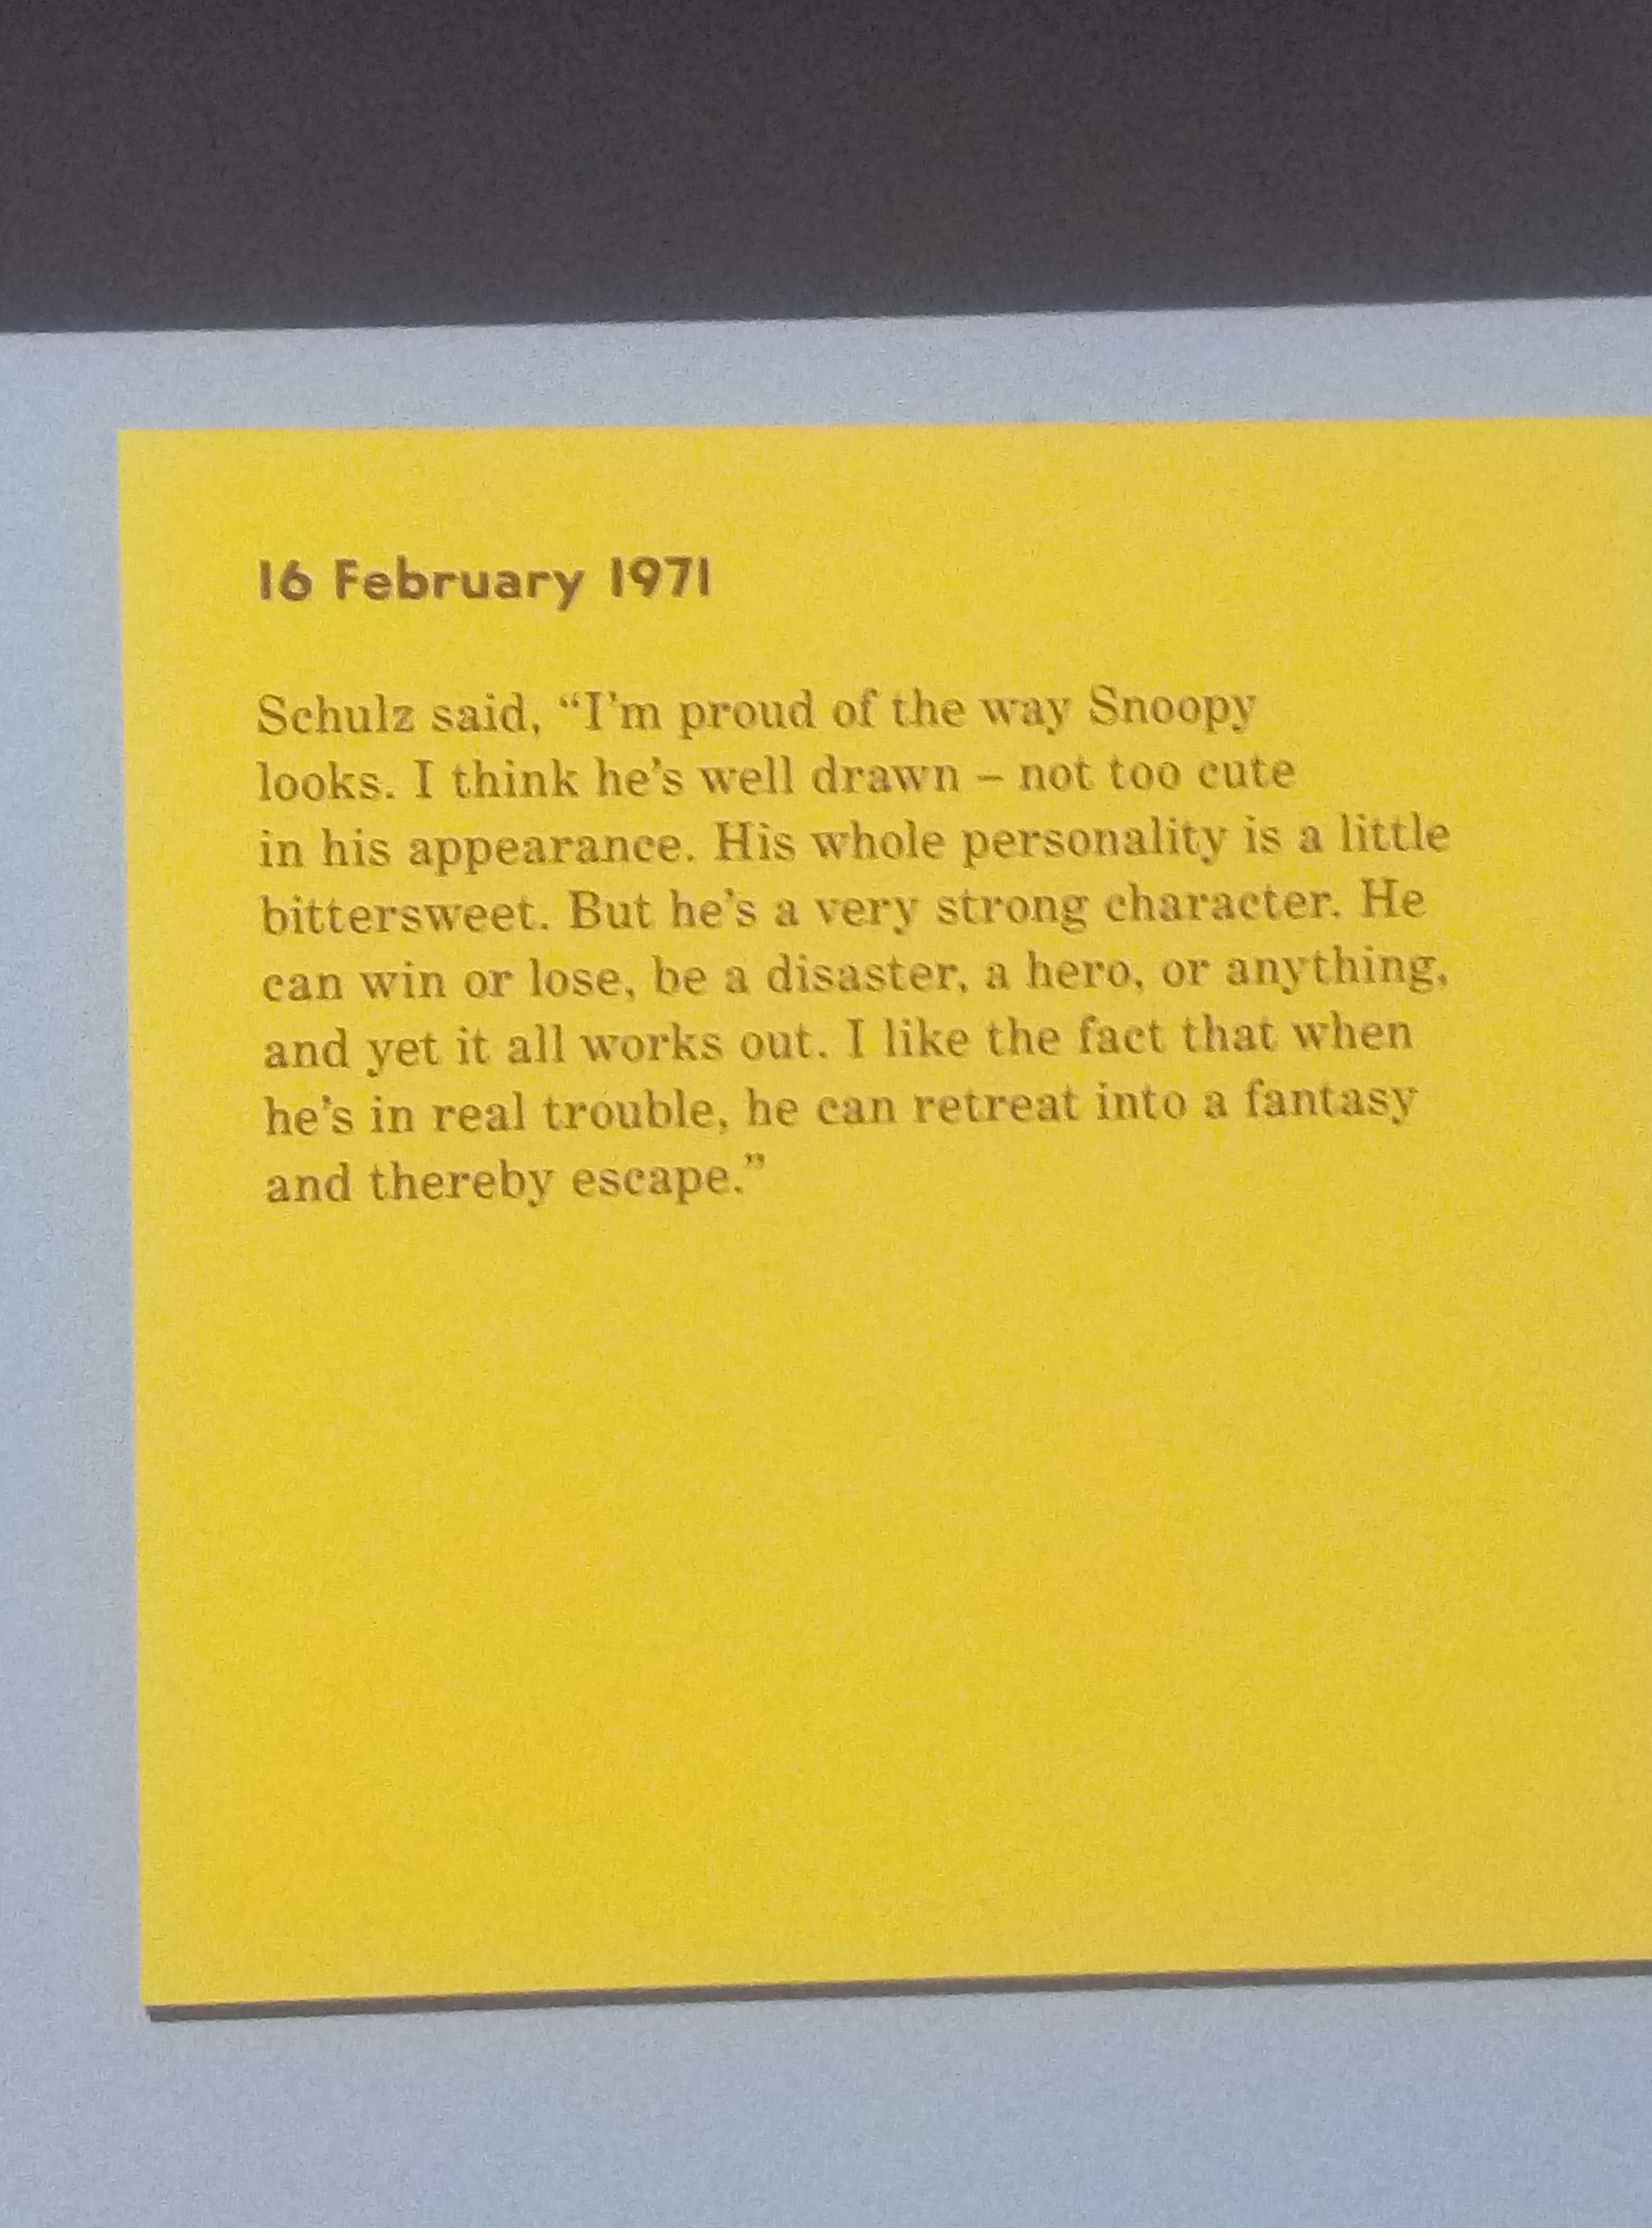 16 February 1971
Schulz said, “I’m proud of the way Snoopy
looks. I think he’s well drawn – not too cute
in his appearance. His whole personality is a little
bittersweet. But he’s a very strong character. He
can win or lose, be a disaster, a hero, or anything,
and yet it all works out. I like the fact that when
he’s in real trouble, he can retreat into a fantasy
and thereby escape.”